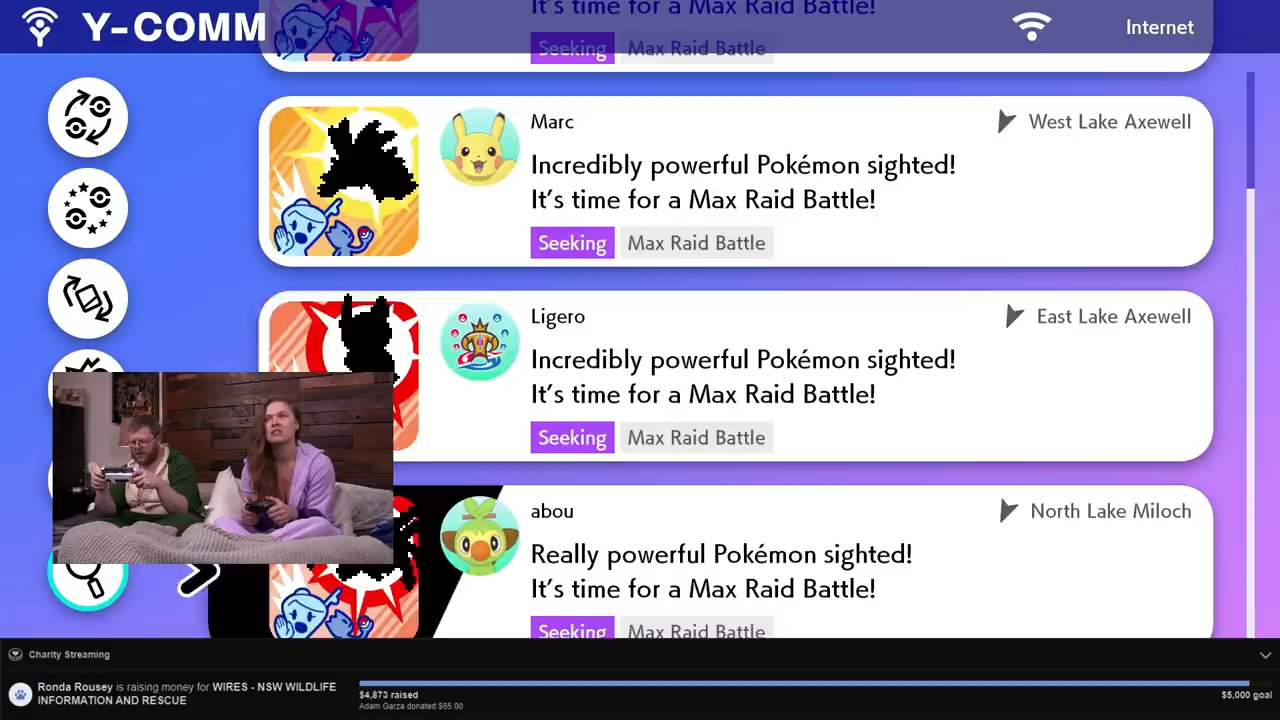 Y-COMM
Internet
It's time for a Max Raid Battle!
Seeking Max Raid Battle
Marc
West Lake Axewell
Incredibly powerful Pokémon sighted!
It's time for a Max Raid Battle!
Seeking Max Raid Battle
Ligero
East Lake Axewell
Incredibly powerful Pokémon sighted!
It's time for a Max Raid Battle!
Seeking Max Raid Battle
abou
North Lake Miloch
Really powerful Pokémon sighted!
It's time for a Max Raid Battle!
Seeking Max Raid Battle
Charity Streaming
Ronda Rousey is raising money for WIRES - NSW WILDLIFE
INFORMATION AND RESCUE
$4,873 raised
$5,000 goal
Adam Garza donated $65.00